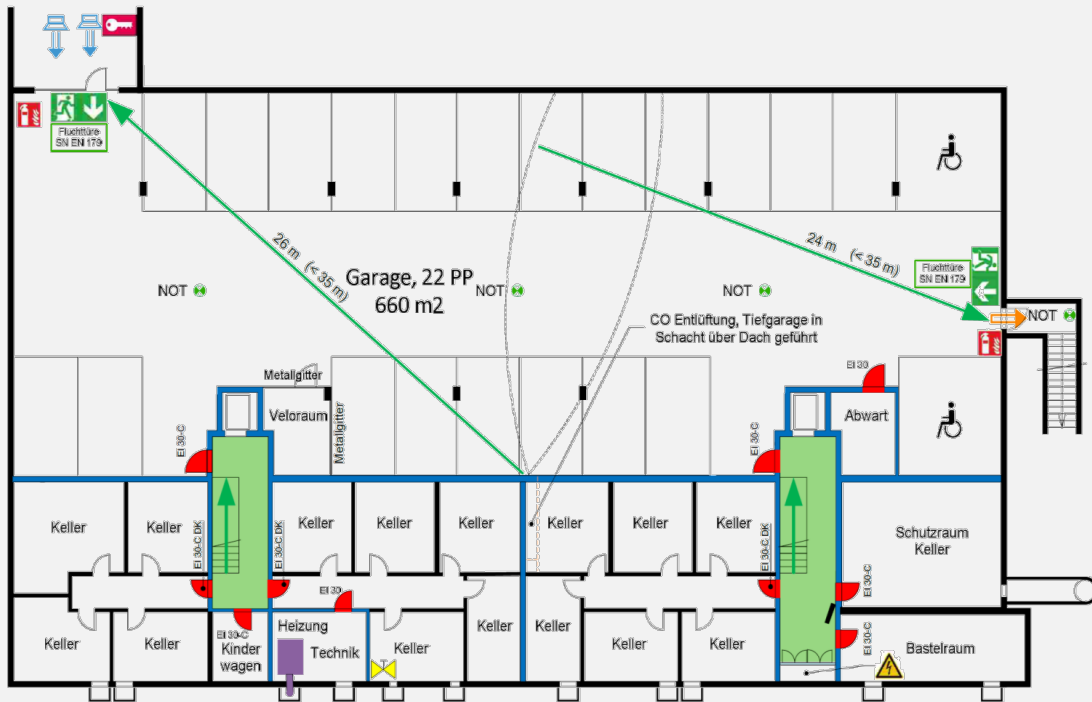 Fluchttüre
SN EN 179
26 m (< 35 m)
24 m (< 35 m)
Garage, 22 PP
660 m2
NOT
NOT
NOT
Fluchttüre
SN EN 179
NOT
CO Entlüftung, Tiefgarage in
Schacht über Dach geführt
Metallgitter
Veloraum
Metallgitter
EI 30
Abwart
EI 30-C
EI 30-C
Keller
Keller
Keller
Keller
Keller
Keller
Keller
Keller
Schutzraum
Keller
EI 30-C DK
EI 30-C DK
EI 30-C DK
EI 30
EI 30-C
EI 30-C
Keller
Keller
EI 30-C
Kinder
wagen
Heizung
Technik
Keller
Keller
Keller
Keller
Keller
EI 30-C
Bastelraum